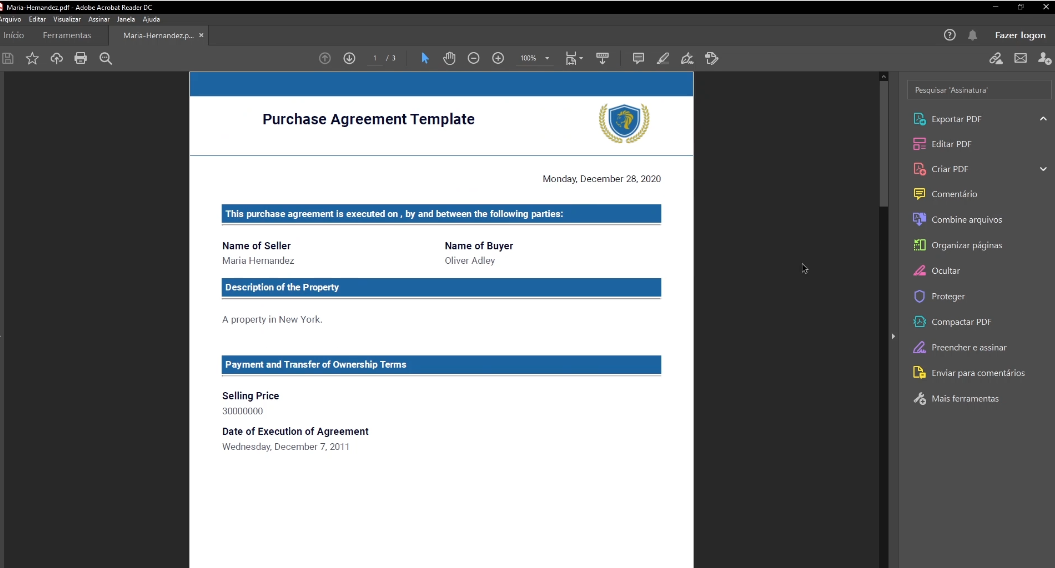 Maria-Hernandez.pdf - Adobe Acrobat Reader DC
Arquivo Editar Visualizar Assinar Janela Ajuda
Início Ferramentas Maria-Hernandez.p... × Fazer logon
1 / 3 100%
Pesquisar 'Assinatura'
Exportar PDF
Editar PDF
Criar PDF
Comentário
Combine arquivos
Organizar páginas
Ocultar
Proteger
Compactar PDF
Preencher e assinar
Enviar para comentários
Mais ferramentas
Purchase Agreement Template
Monday, December 28, 2020
This purchase agreement is executed on , by and between the following parties:
Name of Seller Name of Buyer
Maria Hernandez Oliver Adley
Description of the Property
A property in New York.
Payment and Transfer of Ownership Terms
Selling Price
30000000
Date of Execution of Agreement
Wednesday, December 7, 2011